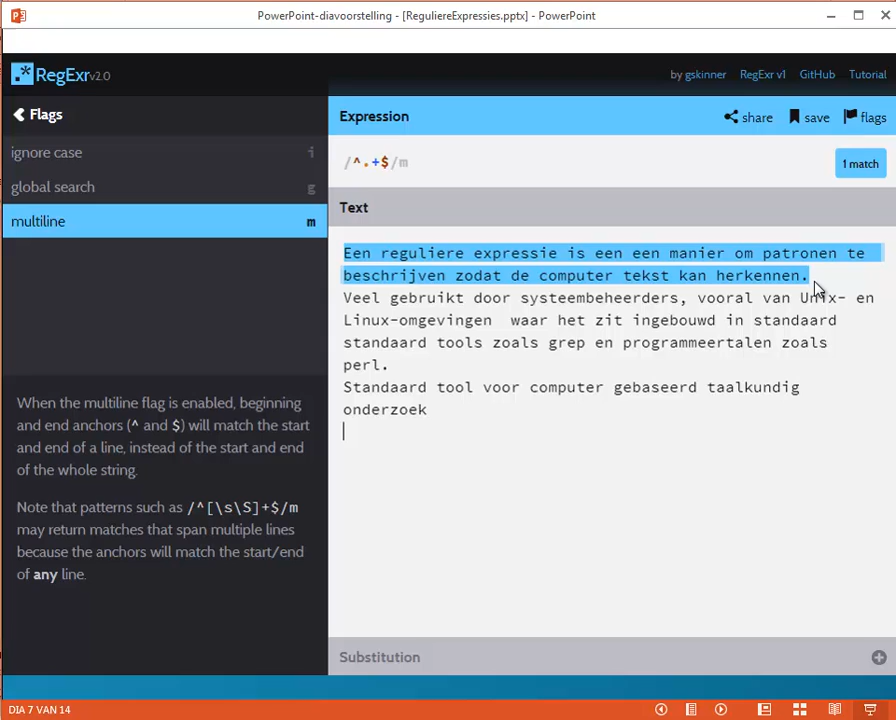 PowerPoint-diavoorstelling - [ReguliereExpressies.pptx] - PowerPoint
RegExr v2.0
by gskinner RegExr v1 GitHub Tutorial
Flags
ignore case i
global search g
multiline m
When the multiline flag is enabled, beginning
and end anchors (^ and $) will match the start
and end of a line, instead of the start and end
of the whole string.
Note that patterns such as /^[\s\S]+$/m
may return matches that span multiple lines
because the anchors will match the start/end
of any line.
Expression
share save flags
/^.+$/m
1 match
Text
Een reguliere expressie is een een manier om patronen te
beschrijven zodat de computer tekst kan herkennen.
Veel gebruikt door systeembeheerders, vooral van Unix- en
Linux-omgevingen  waar het zit ingebouwd in standaard
standaard tools zoals grep en programmeertalen zoals
perl.
Standaard tool voor computer gebaseerd taalkundig
onderzoek
Substitution
DIA 7 VAN 14